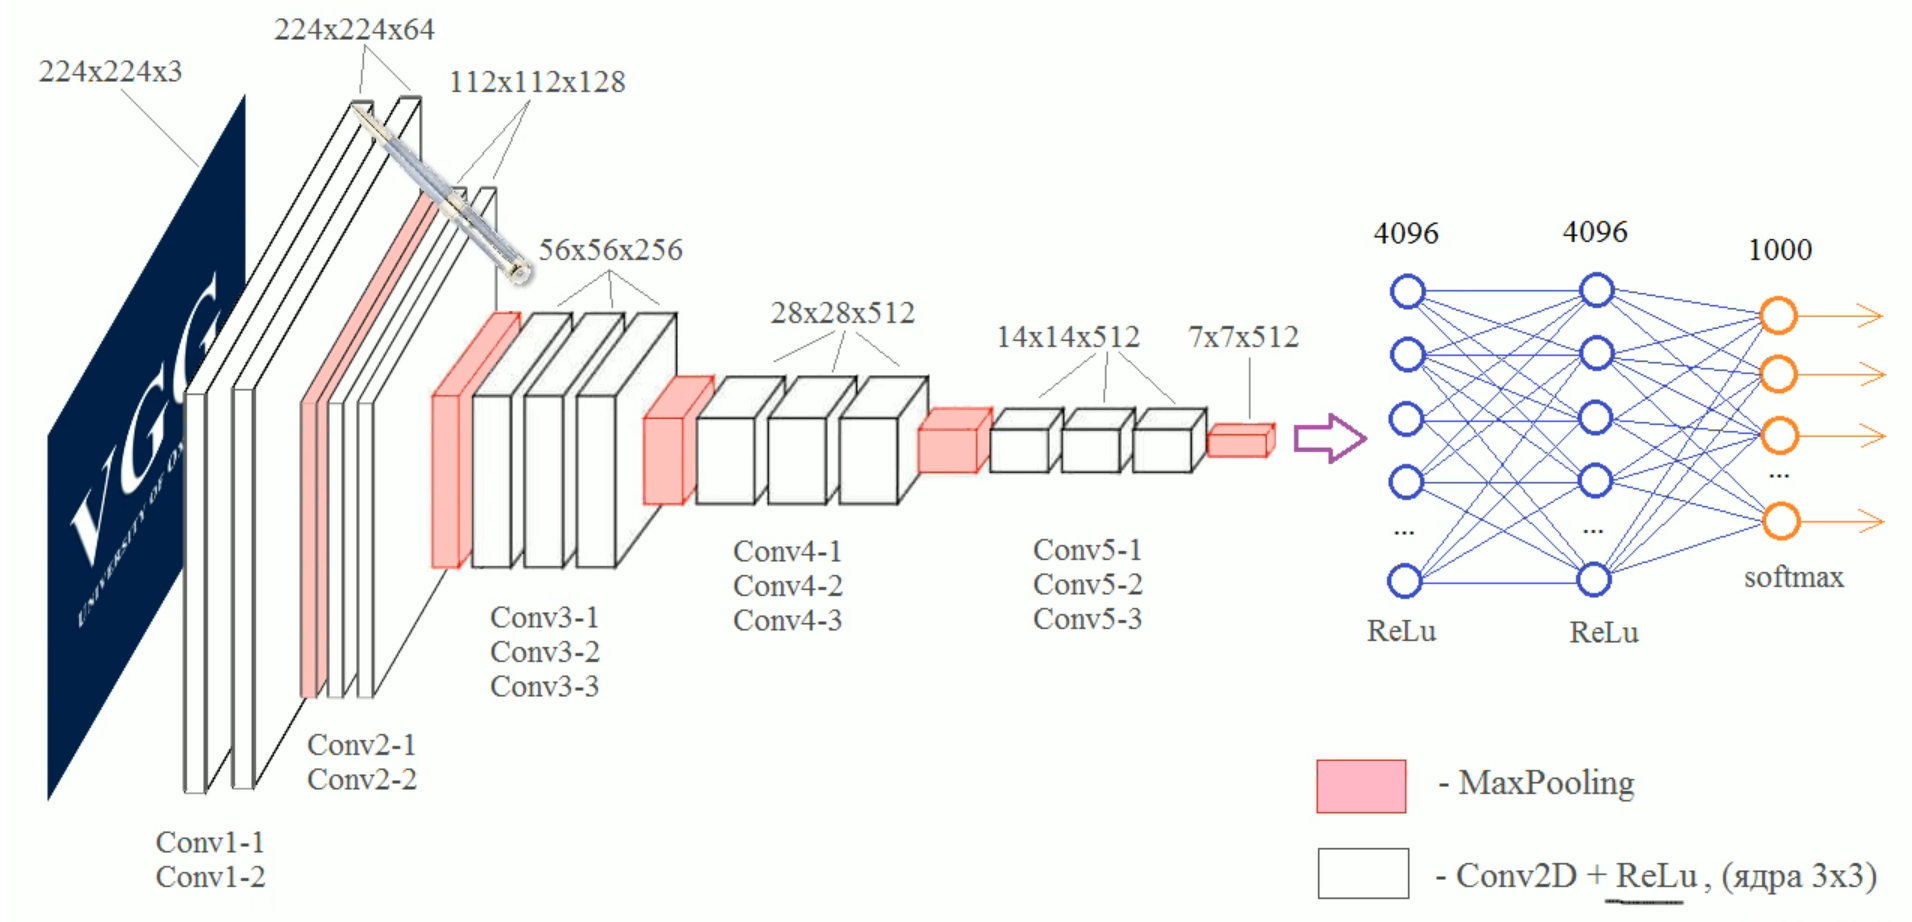 224x224x64
224x224x3
112x112x128
56x56x256
28x28x512
14x14x512
7x7x512
4096
4096
1000
VGG
UNIVERSITY OF
...
...
...
softmax
ReLu
ReLu
Conv1-1
Conv1-2
Conv2-1
Conv2-2
Conv3-1
Conv3-2
Conv3-3
Conv4-1
Conv4-2
Conv4-3
Conv5-1
Conv5-2
Conv5-3
- MaxPooling
- Conv2D + ReLu, (ядра 3x3)